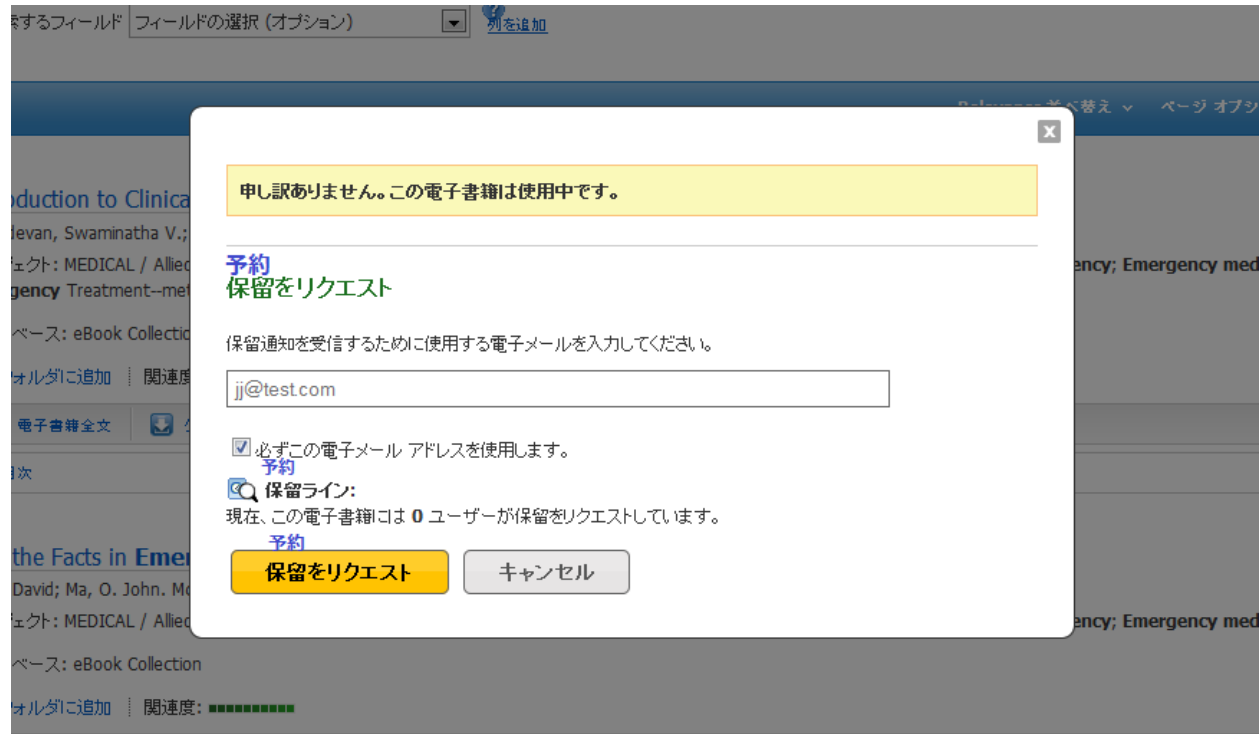 するフィールド フィールドの選択 (オプション) 列を追加
並べ替え ページ オプシ
oduction to Clinica
devan, Swaminatha V.;
ェクト: MEDICAL / Allied ency; Emergency med
gency Treatment--met
ベース: eBook Collectio
ォルダに追加 関連度
電子書籍全文
目次
申し訳ありません。この電子書籍は使用中です。
予約
保留をリクエスト
保留通知を受信するために使用する電子メールを入力してください。
jj@test.com
必ずこの電子メール アドレスを使用します。
予約
保留ライン:
現在、この電子書籍には 0 ユーザーが保留をリクエストしています。
予約
保留をリクエスト キャンセル
the Facts in Emer
David; Ma, O. John. Mc
ェクト: MEDICAL / Allied ency; Emergency med
ベース: eBook Collection
ォルダに追加 関連度: